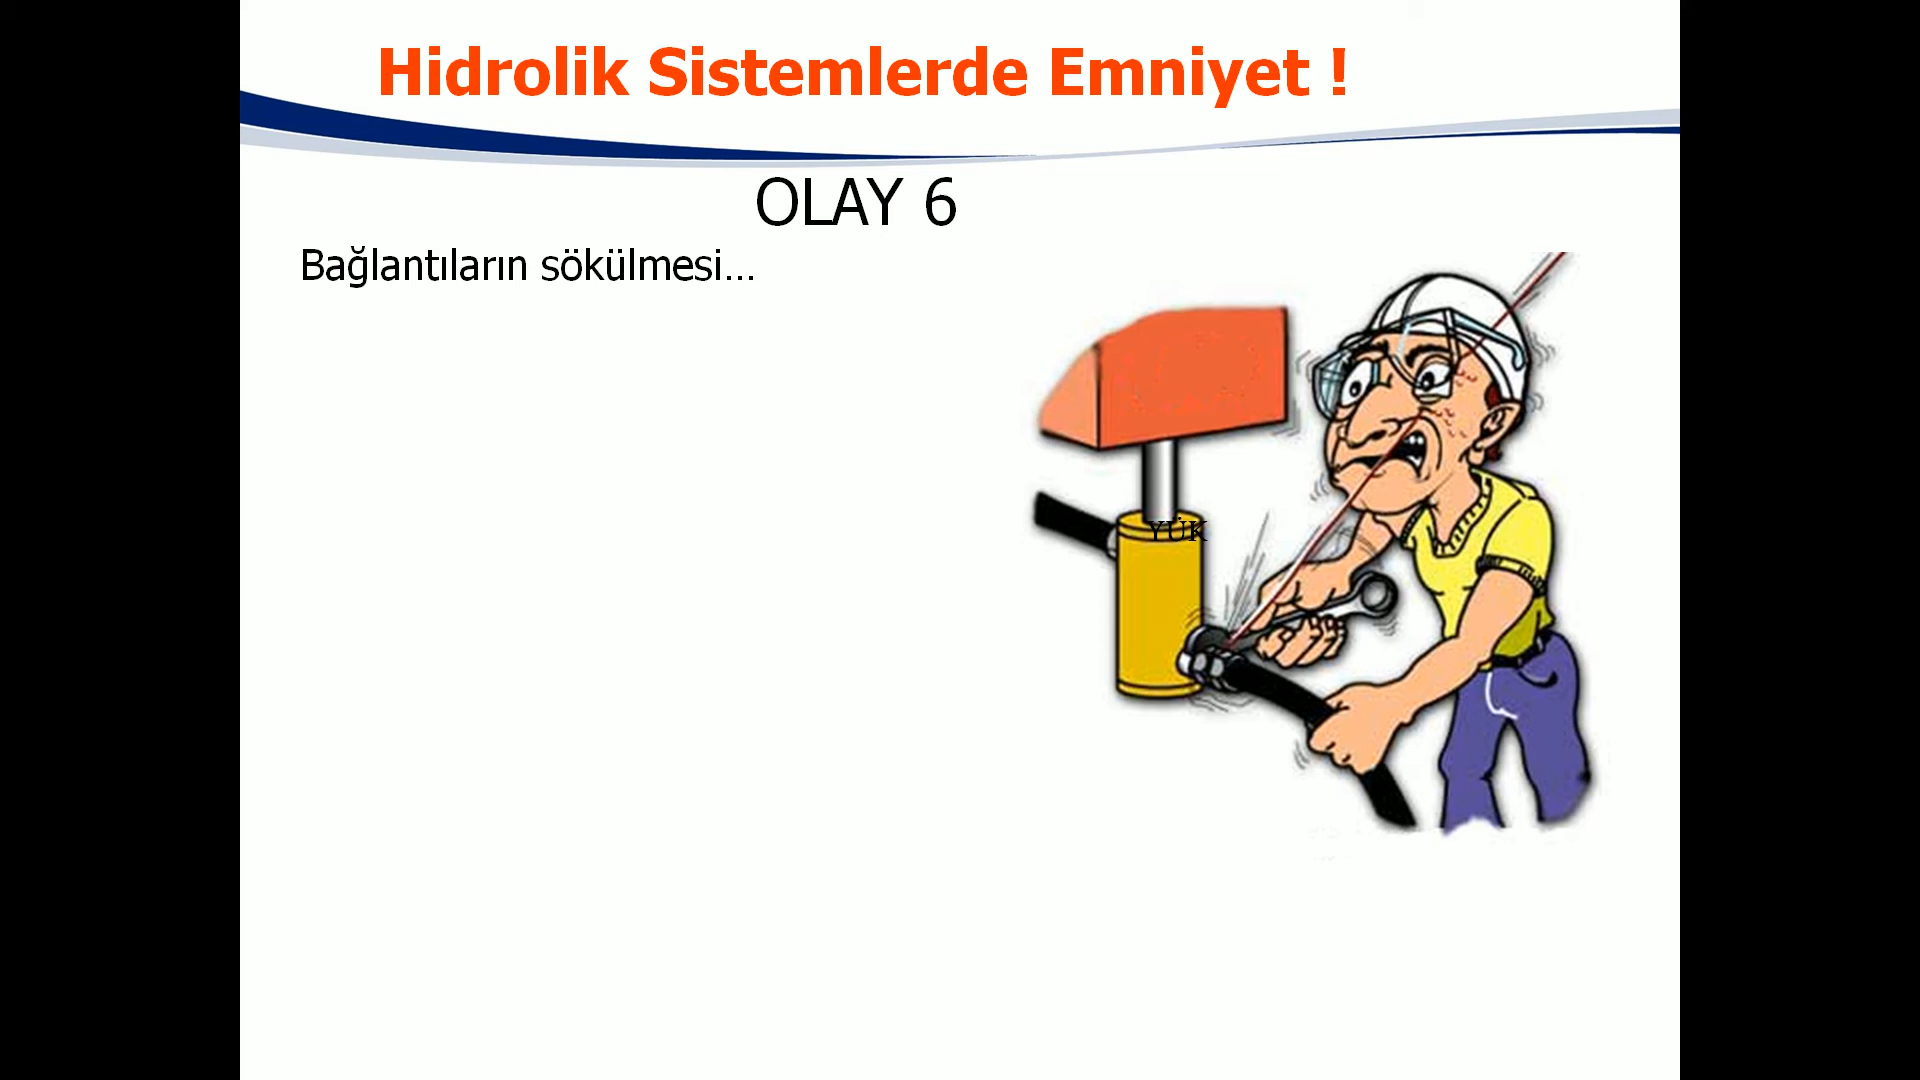 Hidrolik Sistemlerde Emniyet !
OLAY 6
Bağlantıların sökülmesi…
YÜK